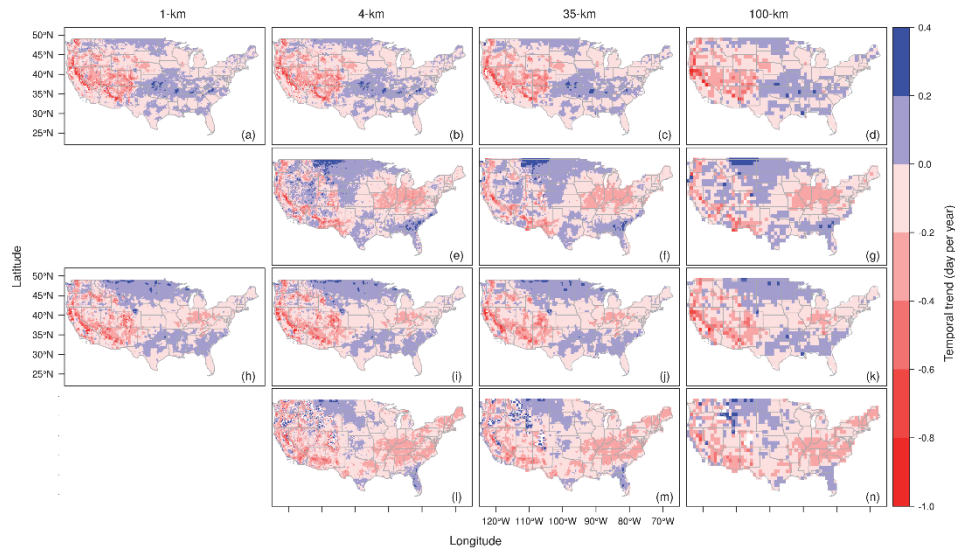 1-km 4-km 35-km 100-km
50°N
45°N
40°N
35°N
30°N
25°N
(a) (b) (c) (d)
(e) (f) (g)
50°N
45°N
40°N
35°N
30°N
25°N
(h) (i) (j) (k)
(l) (m) (n)
120°W 110°W 100°W 90°W 80°W 70°W
Longitude
Latitude
0.4
0.2
0.0
-0.2
-0.4
-0.6
-0.8
-1.0
Temporal trend (day per year)